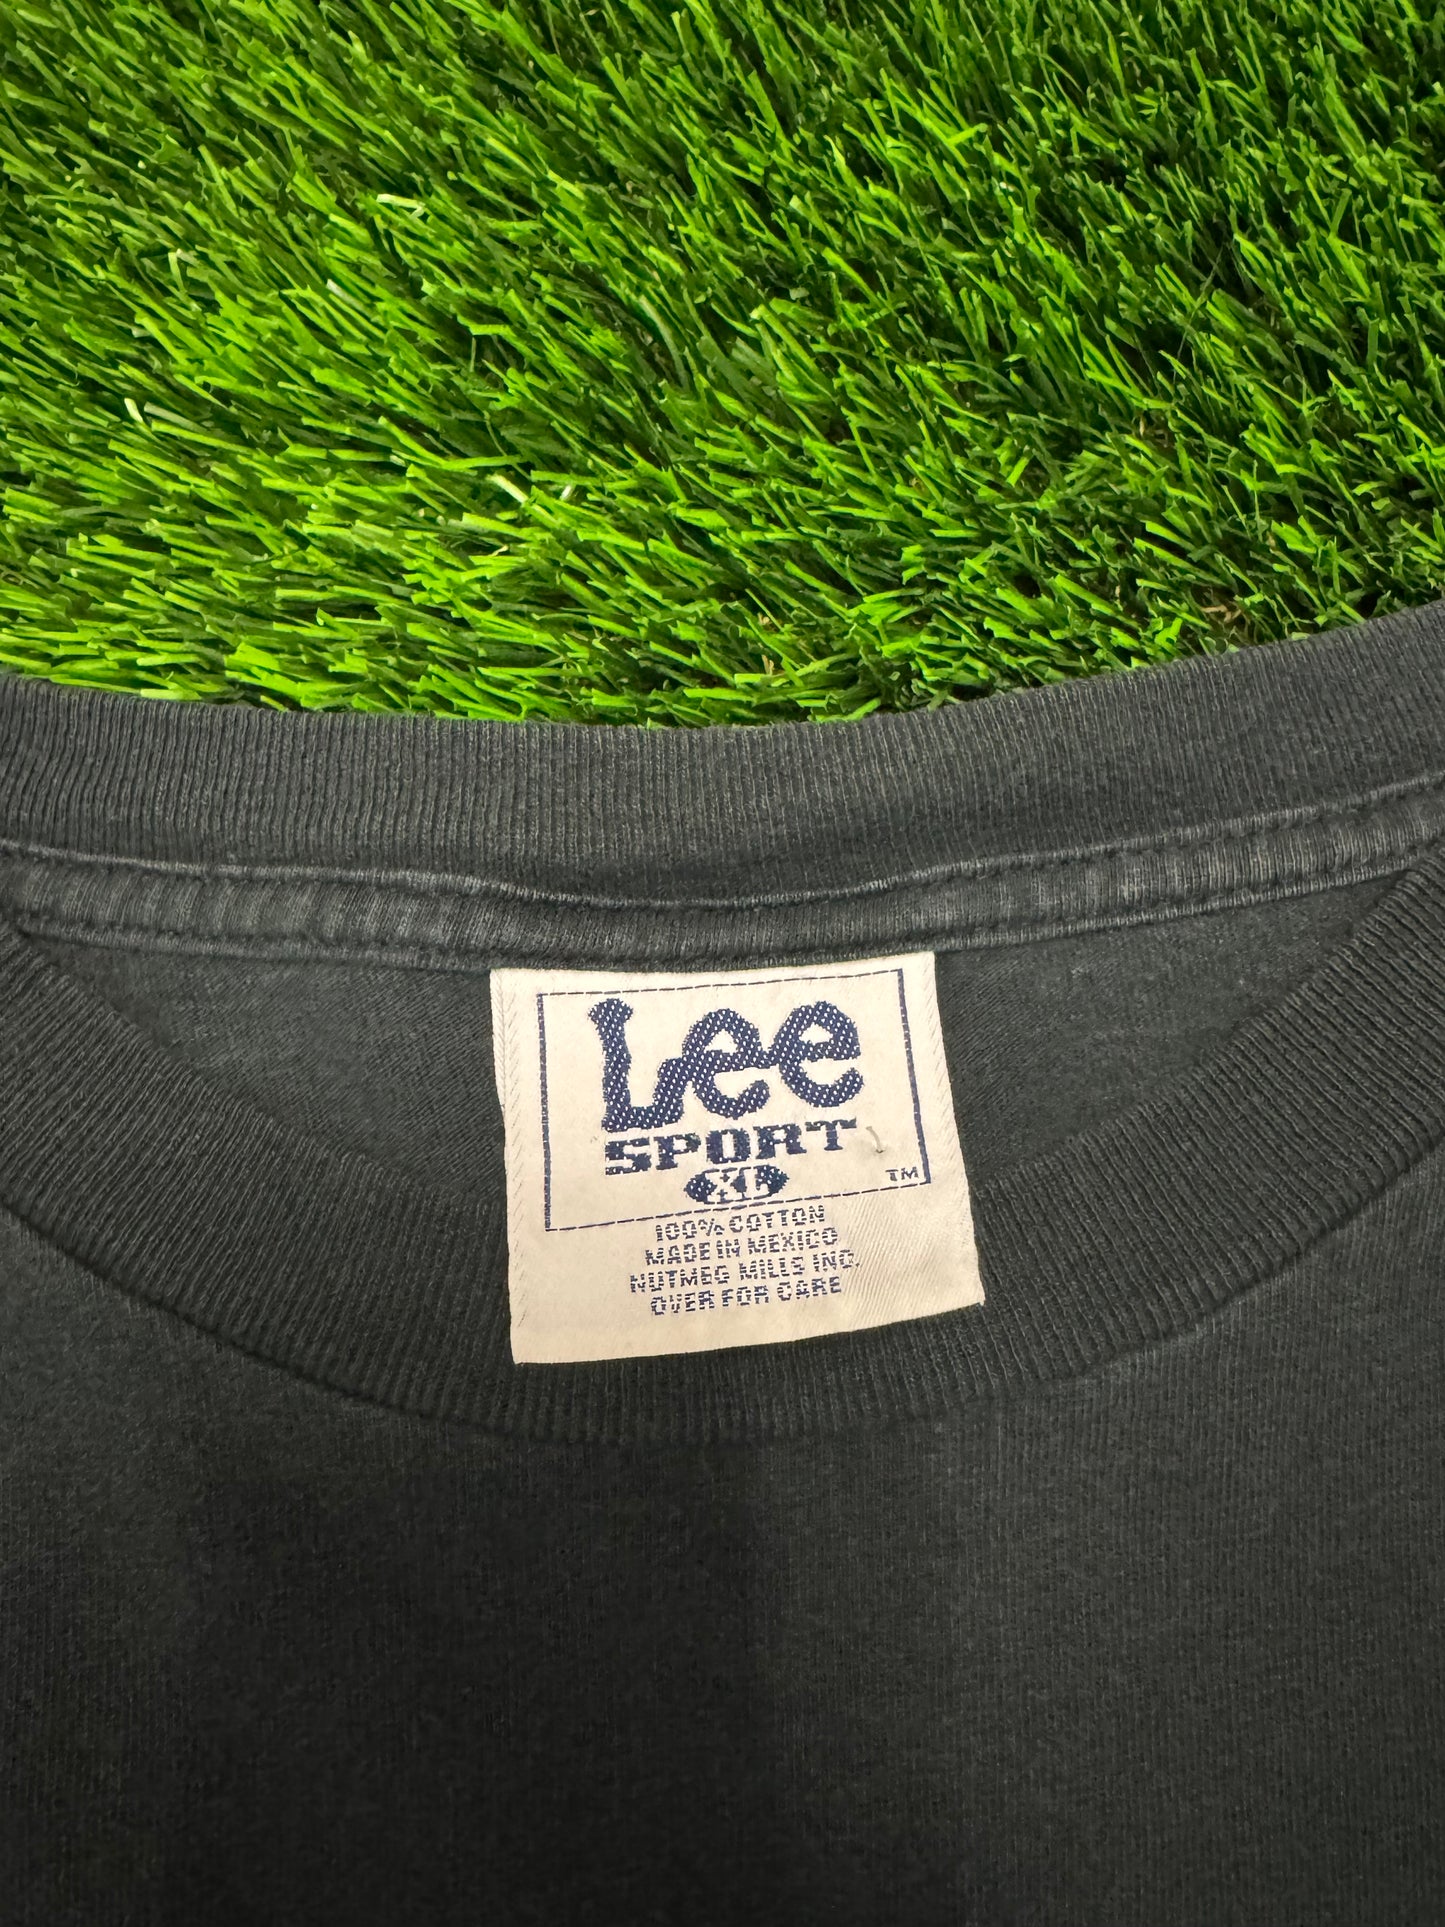 Lee
SPORT
XL
TM
100% COTTON
MADE IN MEXICO
NUTMEG MILLS INC.
OVER FOR CARE